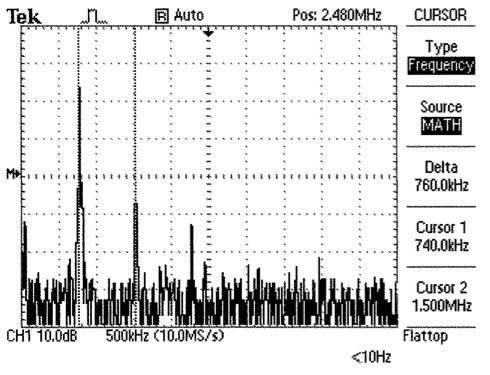 Tek R Auto Pos: 2.480MHz CURSOR
Type
Frequency
Source
MATH
M
Delta
760.0kHz
Cursor 1
740.0kHz
Cursor 2
1.500MHz
CH1 10.0dB 500kHz (10.0MS/s) Flattop
<10Hz